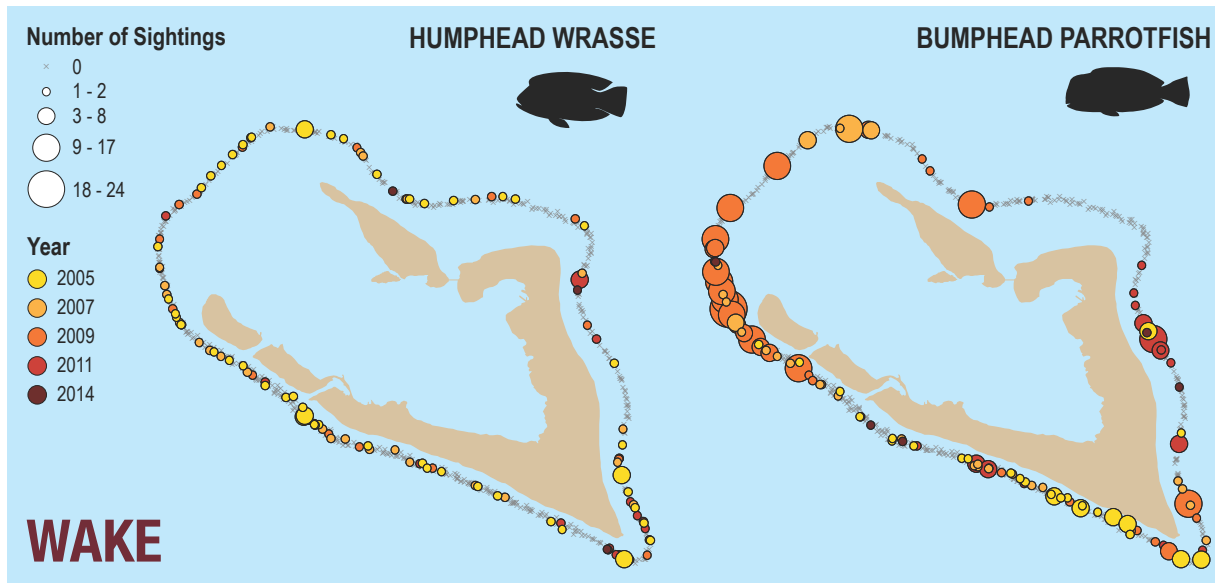 Number of Sightings
0
1 - 2
3 - 8
9 - 17
18 - 24
Year
2005
2007
2009
2011
2014
HUMPHEAD WRASSE
BUMPHEAD PARROTFISH
WAKE